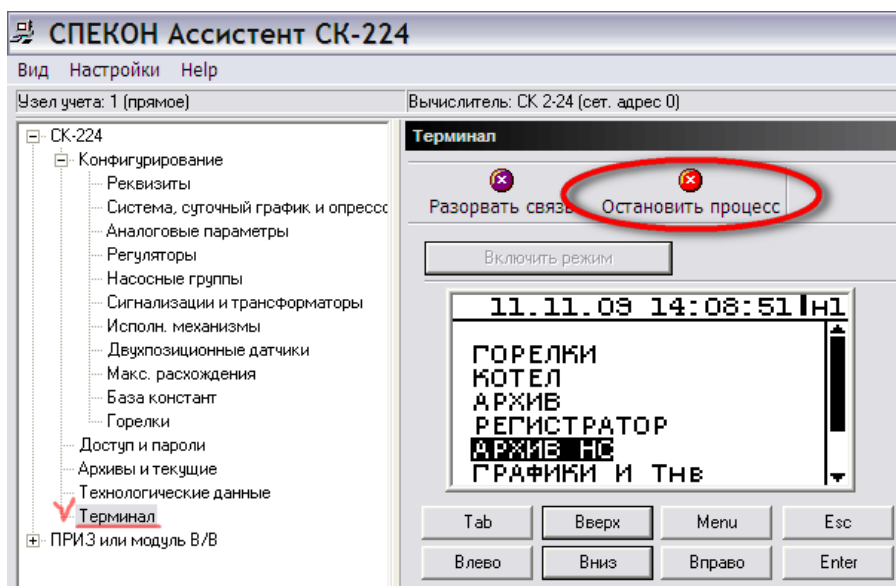 СПЕКОН Ассистент СК-224
Вид Настройки Help
Узел учета: 1 (прямое)
Вычислитель: СК 2-24 (сет. адрес 0)
СК-224
Конфигурирование
Реквизиты
Система, суточный график и опрессо
Аналоговые параметры
Регуляторы
Насосные группы
Сигнализации и трансформаторы
Исполн. механизмы
Двухпозиционные датчики
Макс. расхождения
База констант
Горелки
Доступ и пароли
Архивы и текущие
Технологические данные
Терминал
ПРИЗ или модуль В/В
Терминал
Разорвать связь Остановить процесс
Включить режим
11.11.09 14:08:51 Н1
ГОРЕЛКИ
КОТЕЛ
АРХИВ
РЕГИСТРАТОР
АРХИВ НС
ГРАФИКИ И Тнв
Tab Вверх Menu Esc
Влево Вниз Вправо Enter